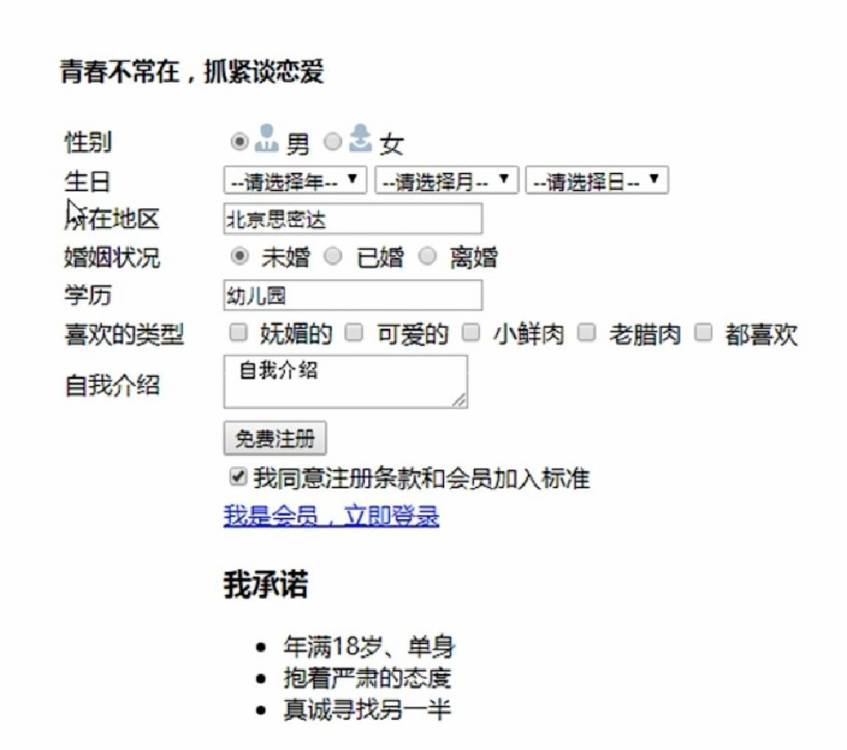 青春不常在，抓紧谈恋爱
性别 男 女
生日 --请选择年-- --请选择月-- --请选择日--
所在地区 北京思密达
婚姻状况 未婚 已婚 离婚
学历 幼儿园
喜欢的类型 妩媚的 可爱的 小鲜肉 老腊肉 都喜欢
自我介绍 自我介绍
免费注册
我同意注册条款和会员加入标准
我是会员，立即登录
我承诺
年满18岁、单身
抱着严肃的态度
真诚寻找另一半